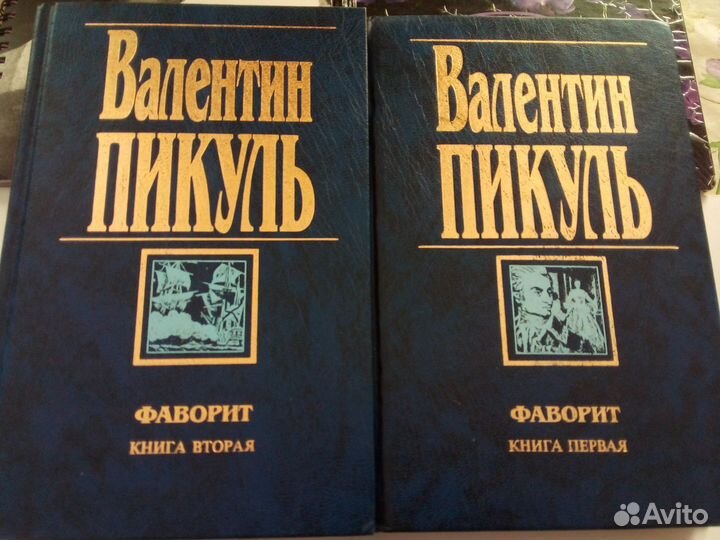 Валентин
ПИКУЛЬ
ФАВОРИТ
КНИГА ВТОРАЯ
Валентин
ПИКУЛЬ
ФАВОРИТ
КНИГА ПЕРВАЯ
Avito